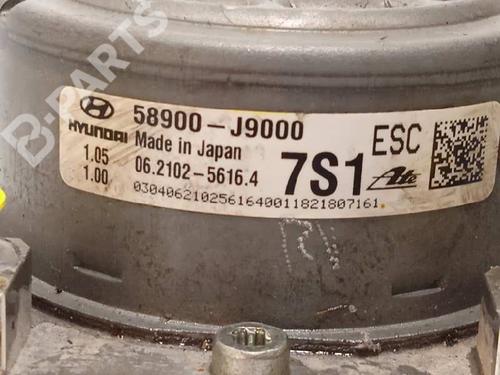 B-PARTS
HYUNDAI
58900-J9000
Made in Japan
ESC
1.05
1.00
06.2102-5616.4
7S1
Ate
0304062102561640011821807161